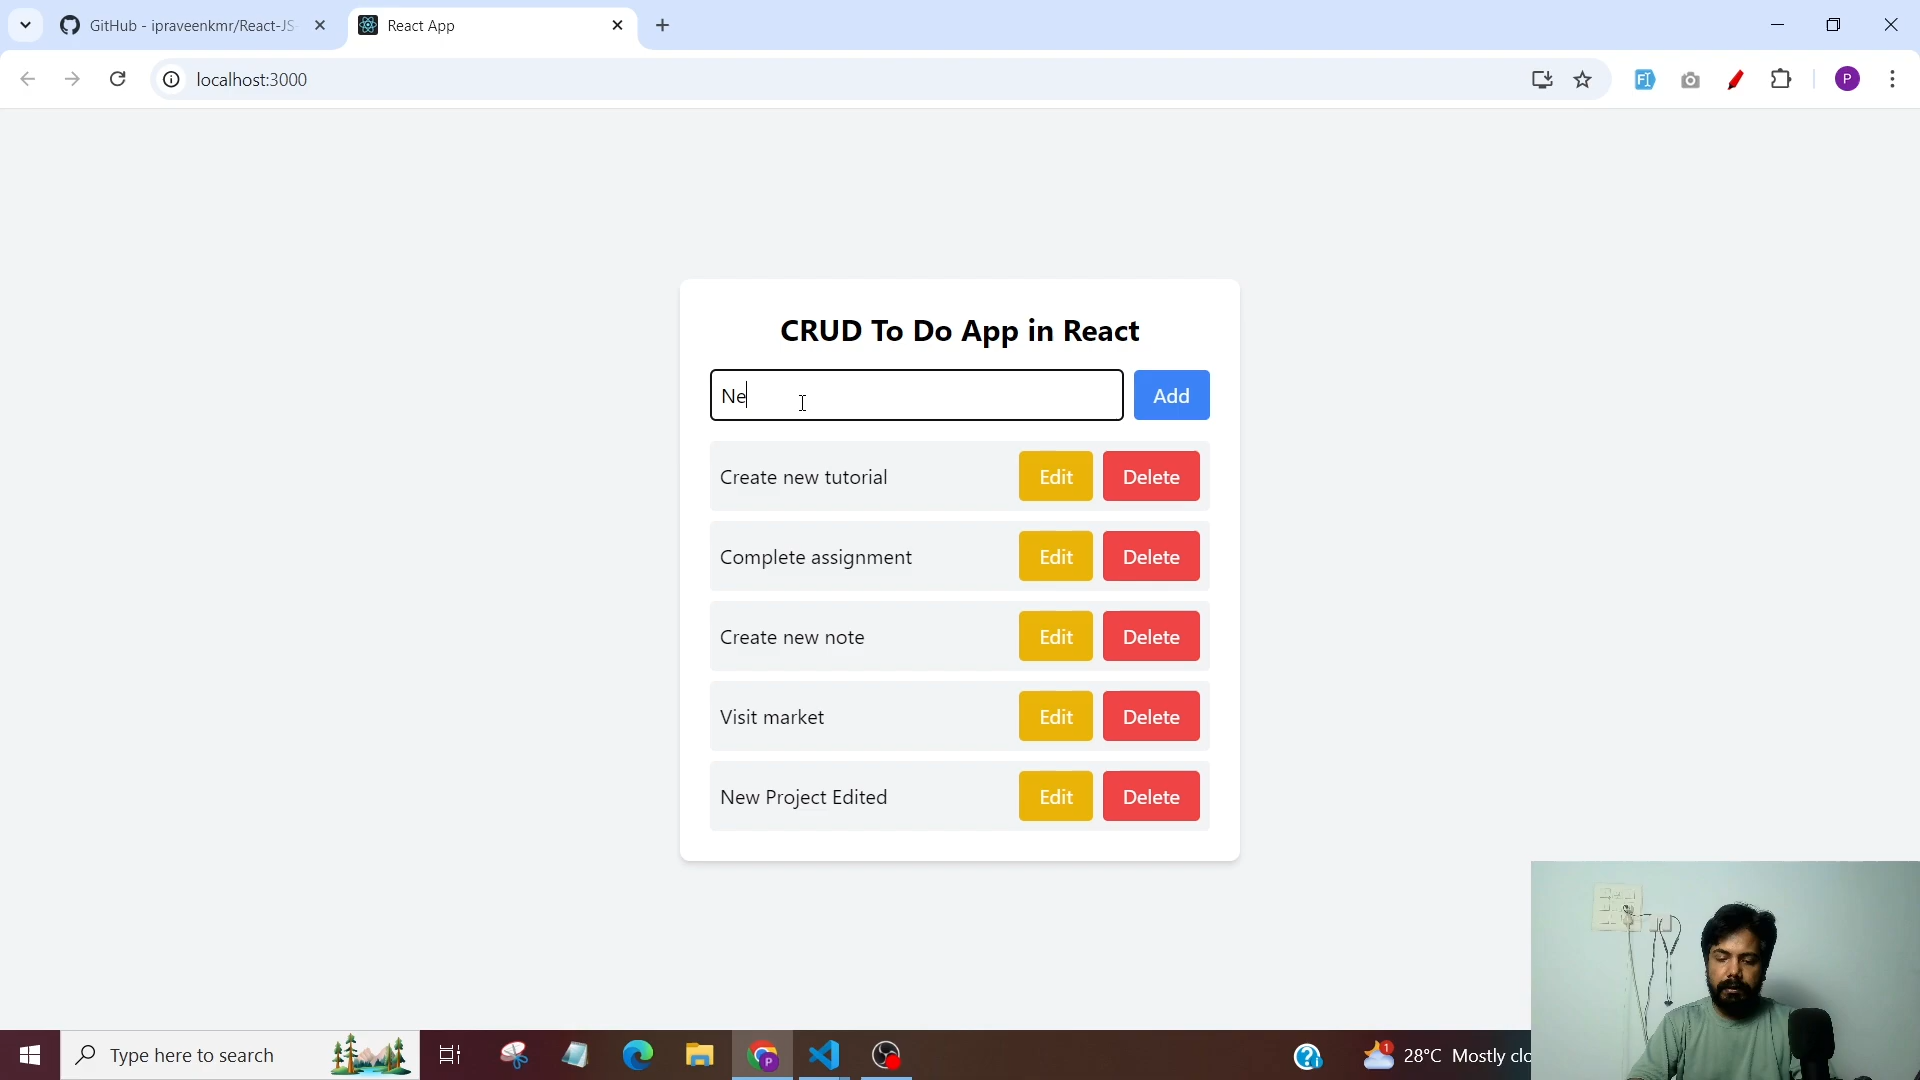 GitHub - ipraveenkmr/React-JS-
React App
localhost:3000
P
CRUD To Do App in React
Ne
Add
Create new tutorial Edit Delete
Complete assignment Edit Delete
Create new note Edit Delete
Visit market Edit Delete
New Project Edited Edit Delete
Type here to search
1
28°C Mostly clo